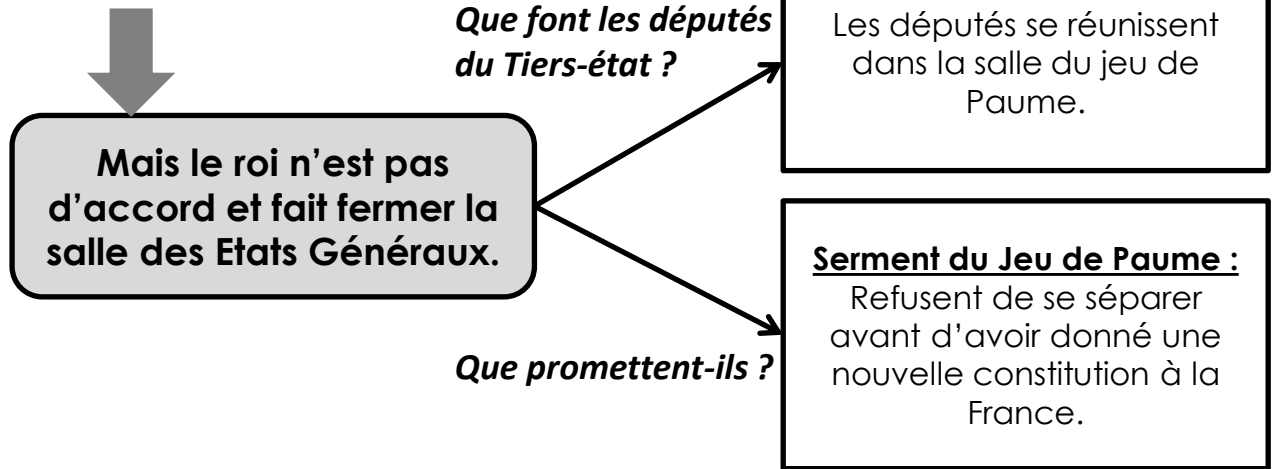 Que font les députés
du Tiers-état ?
Les députés se réunissent
dans la salle du jeu de
Paume.
Mais le roi n’est pas
d’accord et fait fermer la
salle des Etats Généraux.
Serment du Jeu de Paume :
Refusent de se séparer
avant d’avoir donné une
nouvelle constitution à la
France.
Que promettent-ils ?